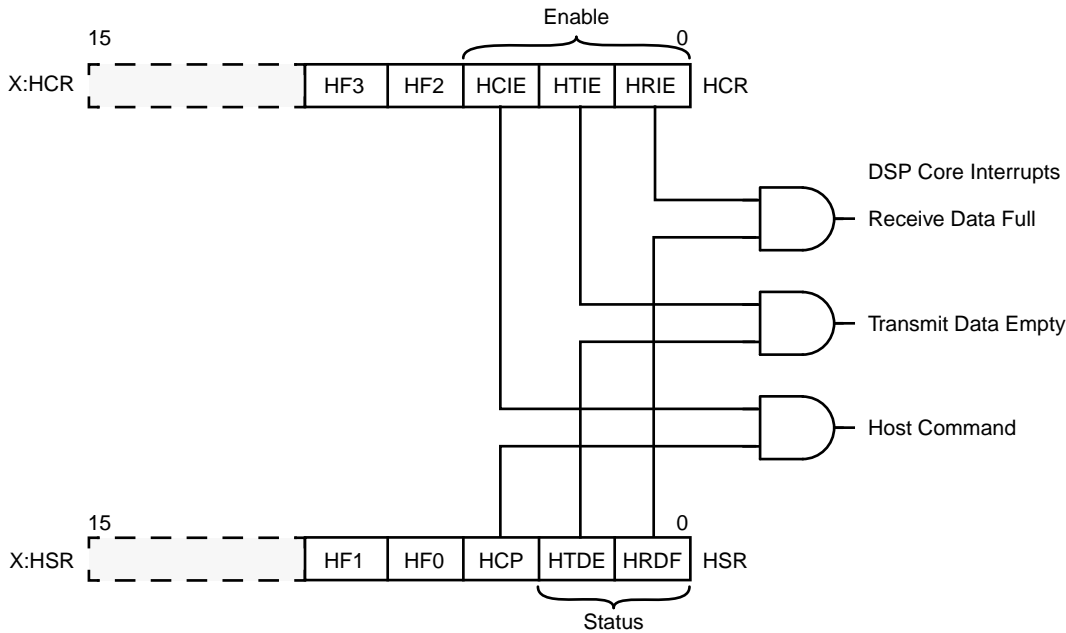 Enable
15 0
X:HCR HF3 HF2 HCIE HTIE HRIE HCR
DSP Core Interrupts
Receive Data Full
Transmit Data Empty
Host Command
15 0
X:HSR HF1 HF0 HCP HTDE HRDF HSR
Status